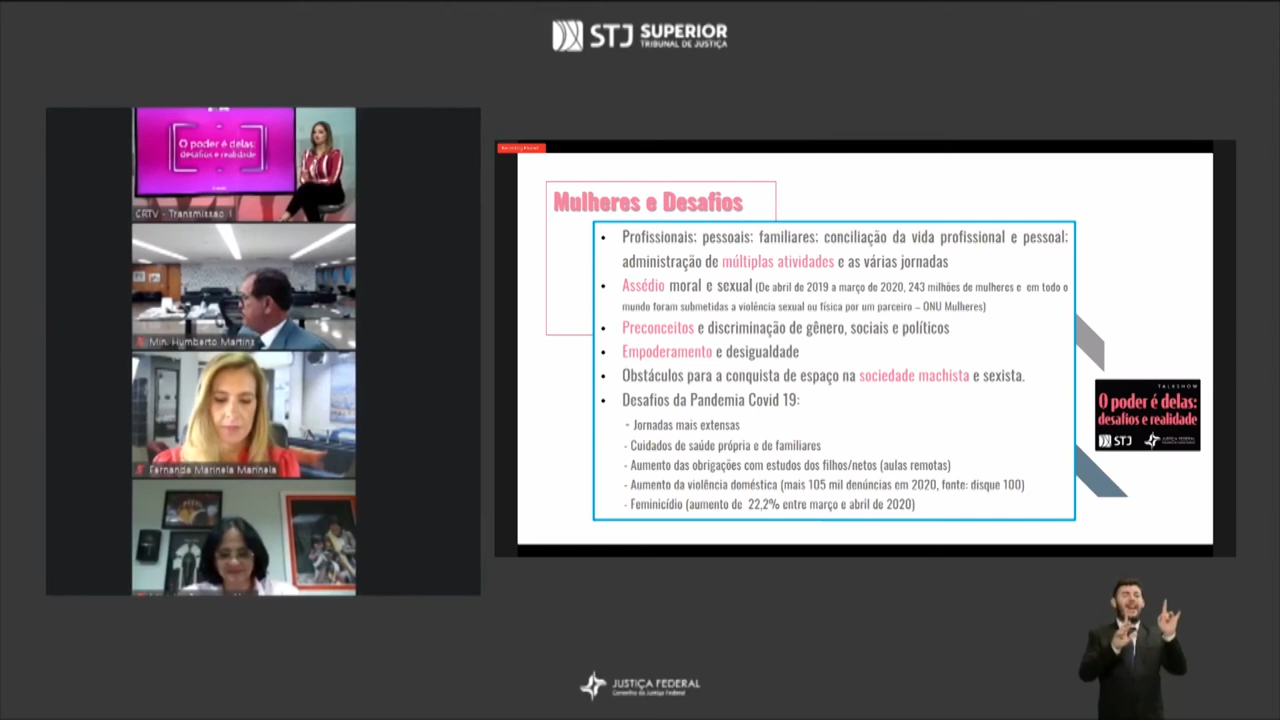 STJ SUPERIOR
TRIBUNAL DE JUSTIÇA
O poder é delas:
desafios e realidade
CRTV - Transmissão 1
Min. Humberto Martins
Fernanda Marinela Marinela
Mulheres e Desafios
• Profissionais; pessoais; familiares; conciliação da vida profissional e pessoal;
administração de múltiplas atividades e as várias jornadas
• Assédio moral e sexual (De abril de 2019 a março de 2020, 243 milhões de mulheres e em todo o
mundo foram submetidas a violência sexual ou física por um parceiro – ONU Mulheres)
• Preconceitos e discriminação de gênero, sociais e políticos
• Empoderamento e desigualdade
• Obstáculos para a conquista de espaço na sociedade machista e sexista.
• Desafios da Pandemia Covid 19:
- Jornadas mais extensas
- Cuidados de saúde própria e de familiares
- Aumento das obrigações com estudos dos filhos/netos (aulas remotas)
- Aumento da violência doméstica (mais 105 mil denúncias em 2020, fonte: disque 100)
- Feminicídio (aumento de 22,2% entre março e abril de 2020)
TALKSHOW
O poder é delas:
desafios e realidade
STJ JUSTIÇA FEDERAL
JUSTIÇA FEDERAL
Conselho da Justiça Federal